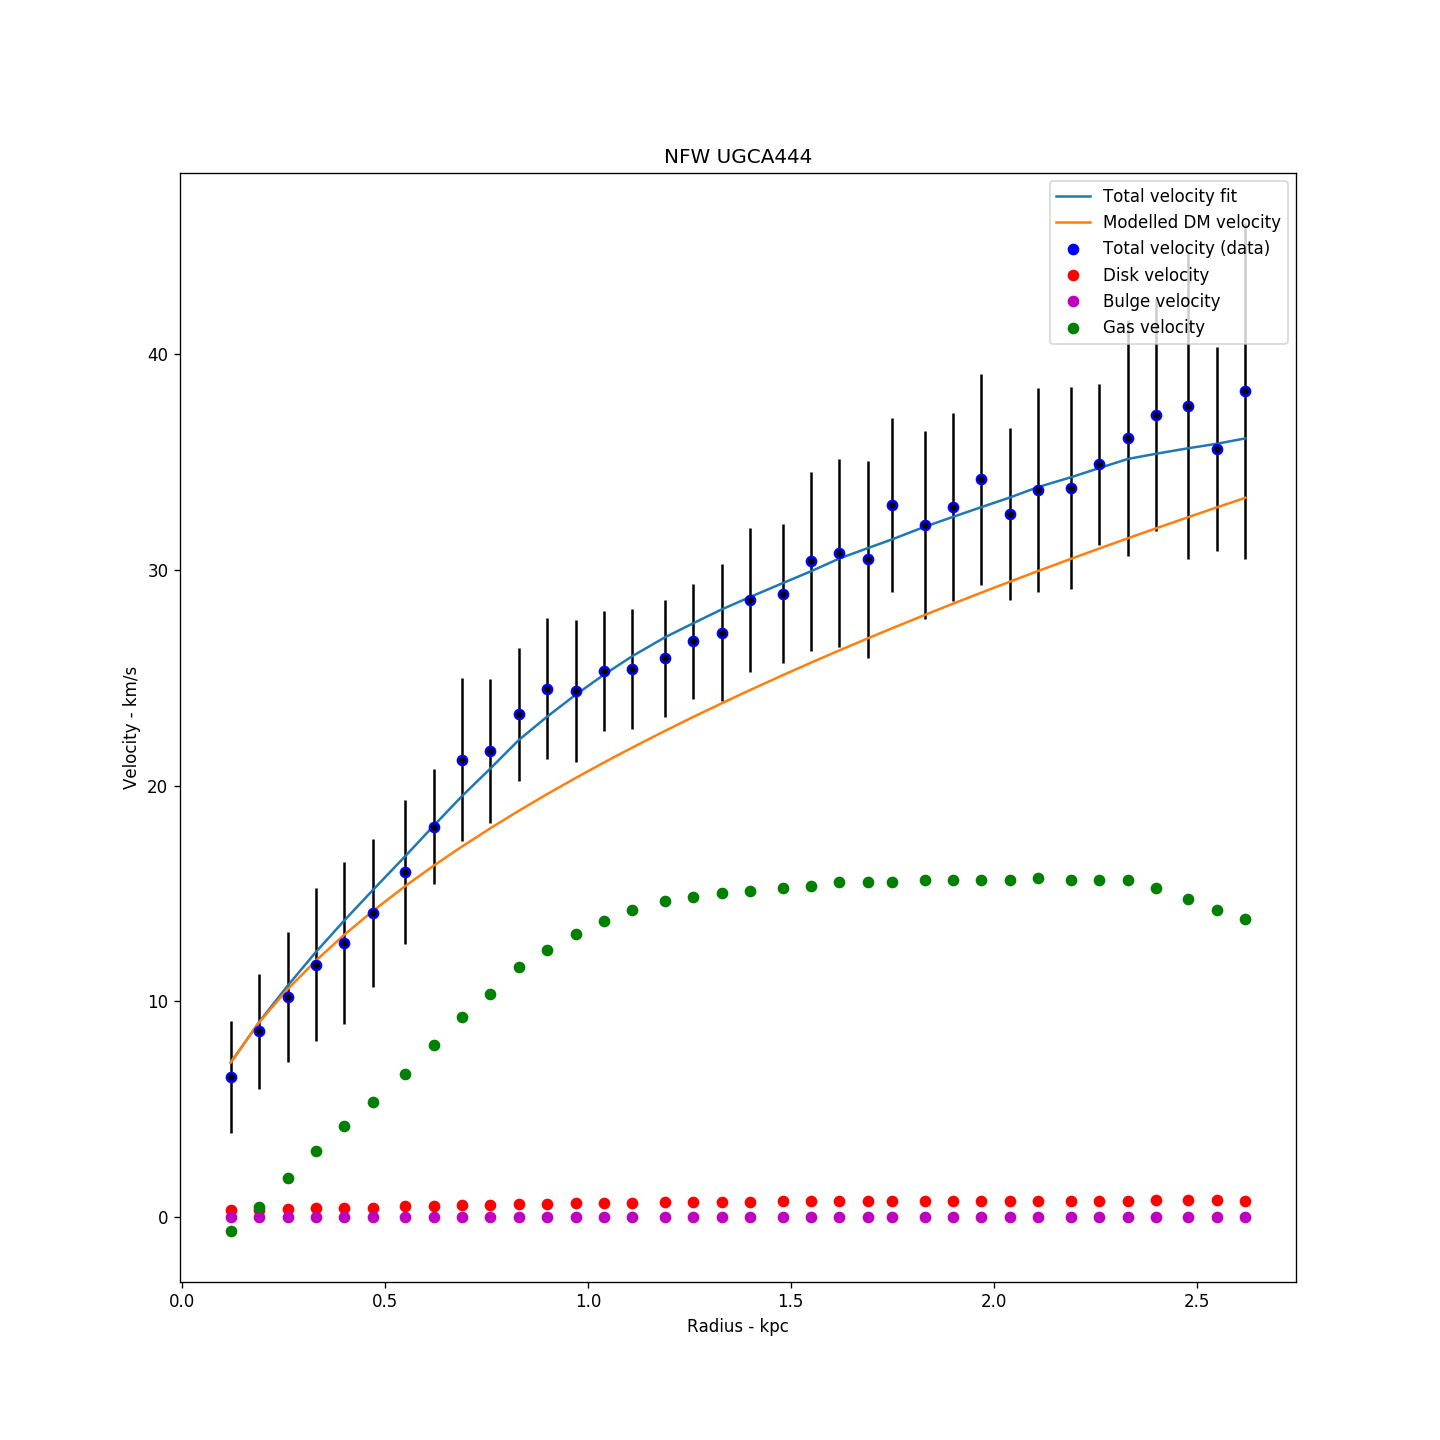 NFW UGCA444
Total velocity fit
Modelled DM velocity
Total velocity (data)
Disk velocity
Bulge velocity
Gas velocity
40
30
20
10
0
Velocity - km/s
0.0 0.5 1.0 1.5 2.0 2.5
Radius - kpc